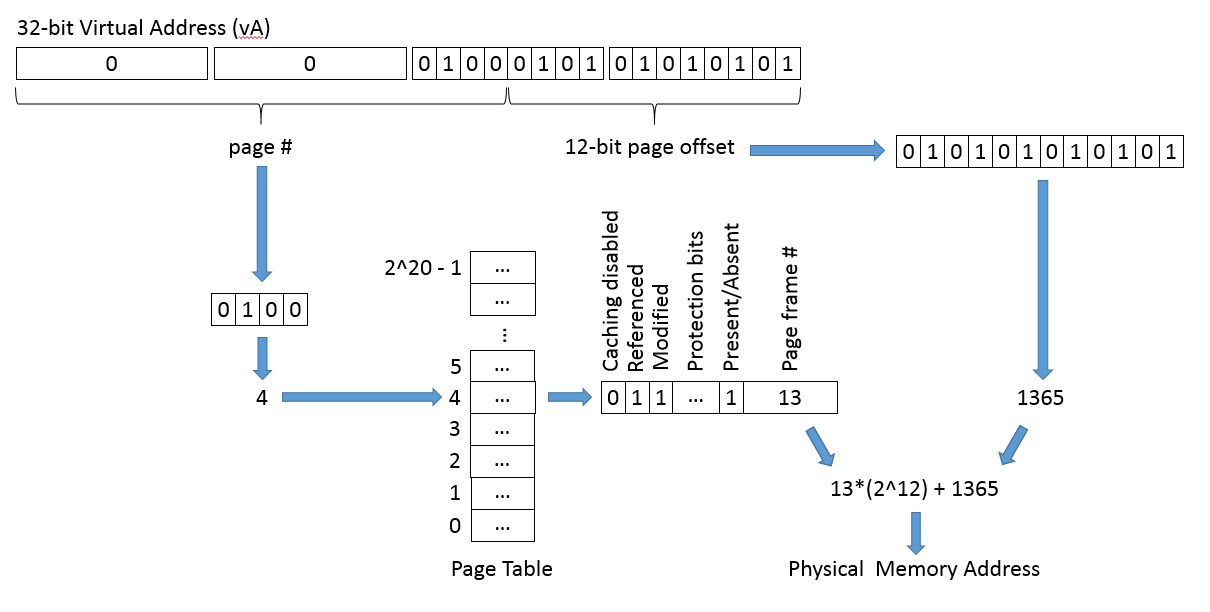 32-bit Virtual Address (vA)
0 0 0 1 0 0 0 1 0 1 0 1 0 1 0 1 0 1
page #
12-bit page offset
0 1 0 1 0 1 0 1 0 1 0 1
0 1 0 0
4
2^20 - 1 ...
...
⋮
5 ...
4 ...
3 ...
2 ...
1 ...
0 ...
Page Table
Caching disabled
Referenced
Modified
Protection bits
Present/Absent
Page frame #
0 1 1 ... 1 13
1365
13*(2^12) + 1365
Physical Memory Address